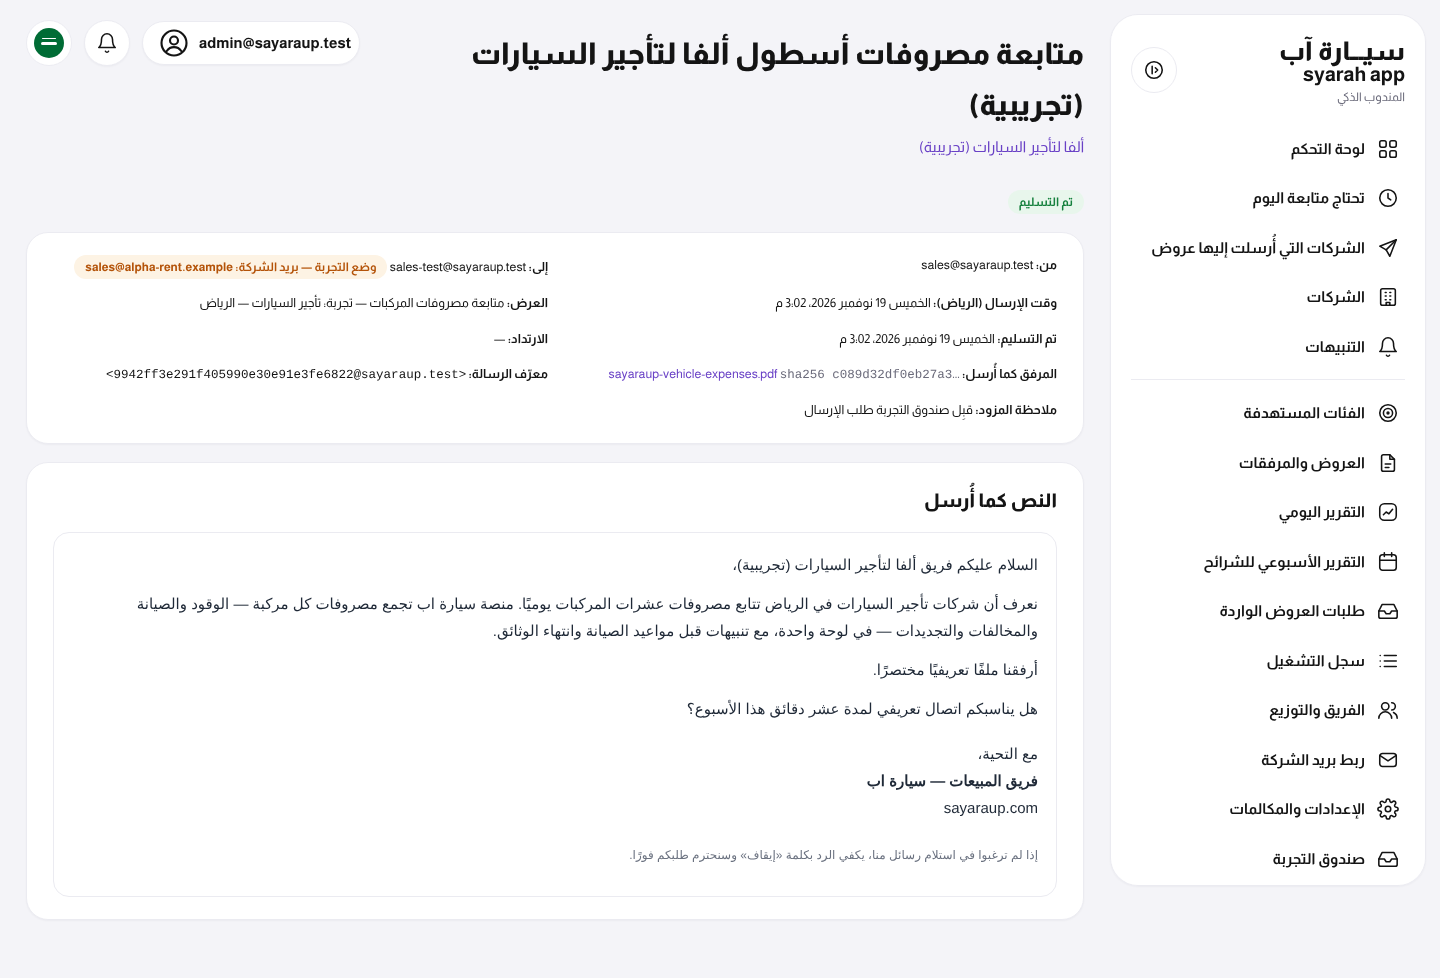 سيـارة آب
syarah app
المندوب الذكي
لوحة التحكم
تحتاج متابعة اليوم
الشركات التي أُرسلت إليها عروض
الشركات
التنبيهات
الفئات المستهدفة
العروض والمرفقات
التقرير اليومي
التقرير الأسبوعي للشرائح
طلبات العروض الواردة
سجل التشغيل
الفريق والتوزيع
ربط بريد الشركة
الإعدادات والمكالمات
صندوق التجربة
متابعة مصروفات أسطول ألفا لتأجير السيارات
(تجريبية)
ألفا لتأجير السيارات (تجريبية)
admin@sayaraup.test
تم التسليم
من: sales@sayaraup.test
إلى: sales-test@sayaraup.test وضع التجربة — بريد الشركة: sales@alpha-rent.example
وقت الإرسال (الرياض): الخميس 19 نوفمبر 2026، 3:02 م
العرض: متابعة مصروفات المركبات — تجربة: تأجير السيارات — الرياض
تم التسليم: الخميس 19 نوفمبر 2026، 3:02 م
الارتداد: —
المرفق كما أُرسل: sayaraup-vehicle-expenses.pdf sha256 c089d32df0eb27a3…
معرّف الرسالة: <9942ff3e291f405990e30e91e3fe6822@sayaraup.test>
ملاحظة المزود: قبِل صندوق التجربة طلب الإرسال
النص كما أُرسل
السلام عليكم فريق ألفا لتأجير السيارات (تجريبية)،
نعرف أن شركات تأجير السيارات في الرياض تتابع مصروفات عشرات المركبات يوميًا. منصة سيارة اب تجمع مصروفات كل مركبة — الوقود والصيانة
والمخالفات والتجديدات — في لوحة واحدة، مع تنبيهات قبل مواعيد الصيانة وانتهاء الوثائق.
أرفقنا ملفًا تعريفيًا مختصرًا.
هل يناسبكم اتصال تعريفي لمدة عشر دقائق هذا الأسبوع؟
مع التحية،
فريق المبيعات — سيارة اب
sayaraup.com
إذا لم ترغبوا في استلام رسائل منا، يكفي الرد بكلمة «إيقاف» وسنحترم طلبكم فورًا.